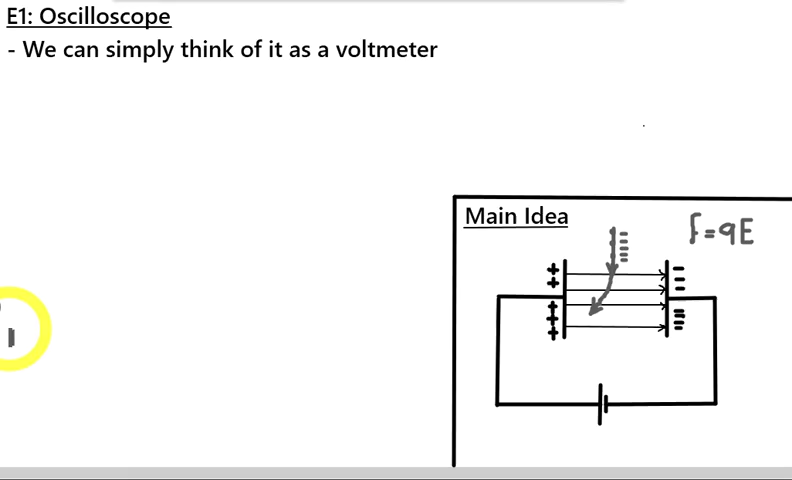 E1: Oscilloscope
- We can simply think of it as a voltmeter
Main Idea
F=qE